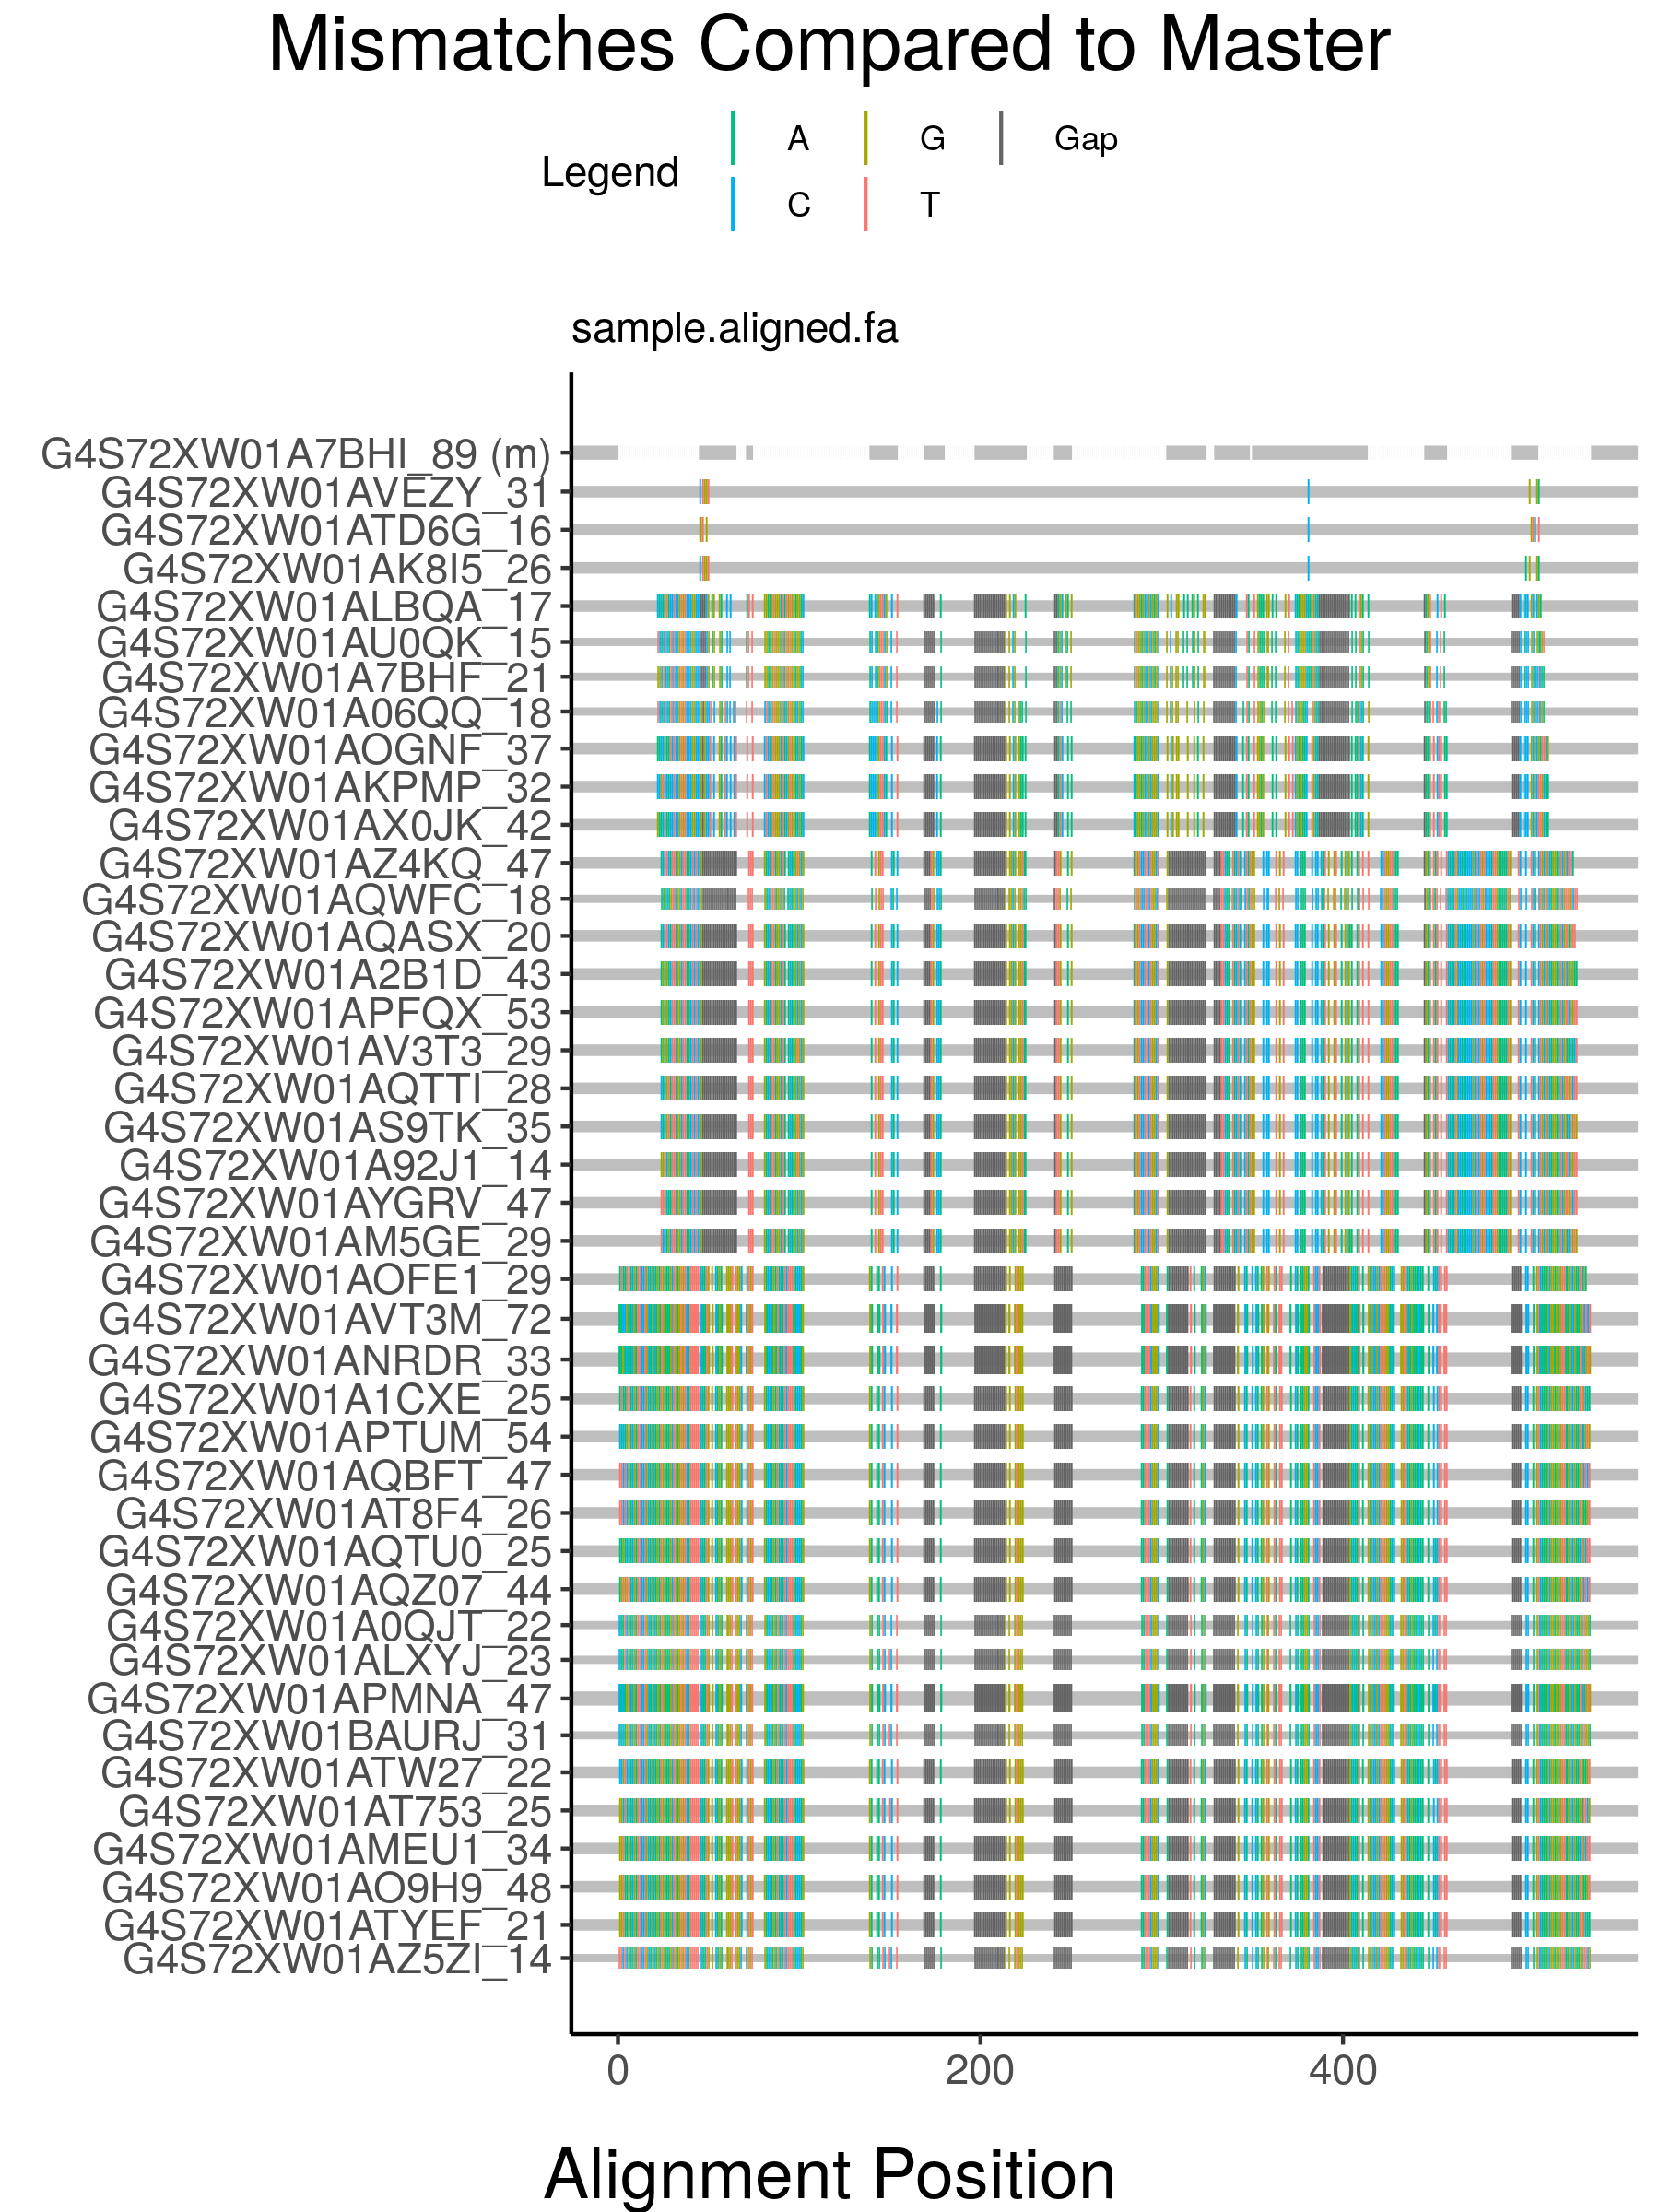 Mismatches Compared to Master
Legend
A
G
Gap
C
T
sample.aligned.fa
G4S72XW01A7BHI_89 (m)
G4S72XW01AVEZY_31
G4S72XW01ATD6G_16
G4S72XW01AK8I5_26
G4S72XW01ALBQA_17
G4S72XW01AU0QK_15
G4S72XW01A7BHF_21
G4S72XW01A06QQ_18
G4S72XW01AOGNF_37
G4S72XW01AKPMP_32
G4S72XW01AX0JK_42
G4S72XW01AZ4KQ_47
G4S72XW01AQWFC_18
G4S72XW01AQASX_20
G4S72XW01A2B1D_43
G4S72XW01APFQX_53
G4S72XW01AV3T3_29
G4S72XW01AQTTI_28
G4S72XW01AS9TK_35
G4S72XW01A92J1_14
G4S72XW01AYGRV_47
G4S72XW01AM5GE_29
G4S72XW01AOFE1_29
G4S72XW01AVT3M_72
G4S72XW01ANRDR_33
G4S72XW01A1CXE_25
G4S72XW01APTUM_54
G4S72XW01AQBFT_47
G4S72XW01AT8F4_26
G4S72XW01AQTU0_25
G4S72XW01AQZ07_44
G4S72XW01A0QJT_22
G4S72XW01ALXYJ_23
G4S72XW01APMNA_47
G4S72XW01BAURJ_31
G4S72XW01ATW27_22
G4S72XW01AT753_25
G4S72XW01AMEU1_34
G4S72XW01AO9H9_48
G4S72XW01ATYEF_21
G4S72XW01AZ5ZI_14
0 200 400
Alignment Position